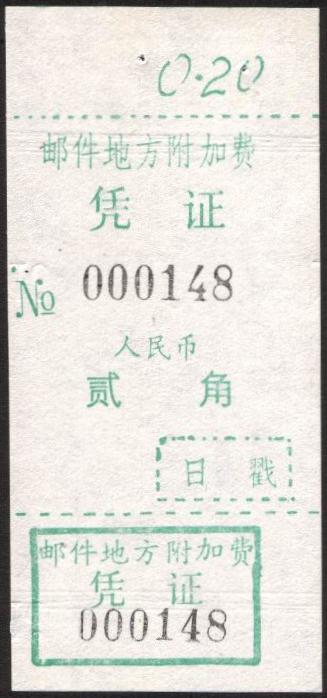 0.20
邮件地方附加费
凭 证
№ 000148
人民币
贰 角
日 戳
邮件地方附加费
凭 证
000148